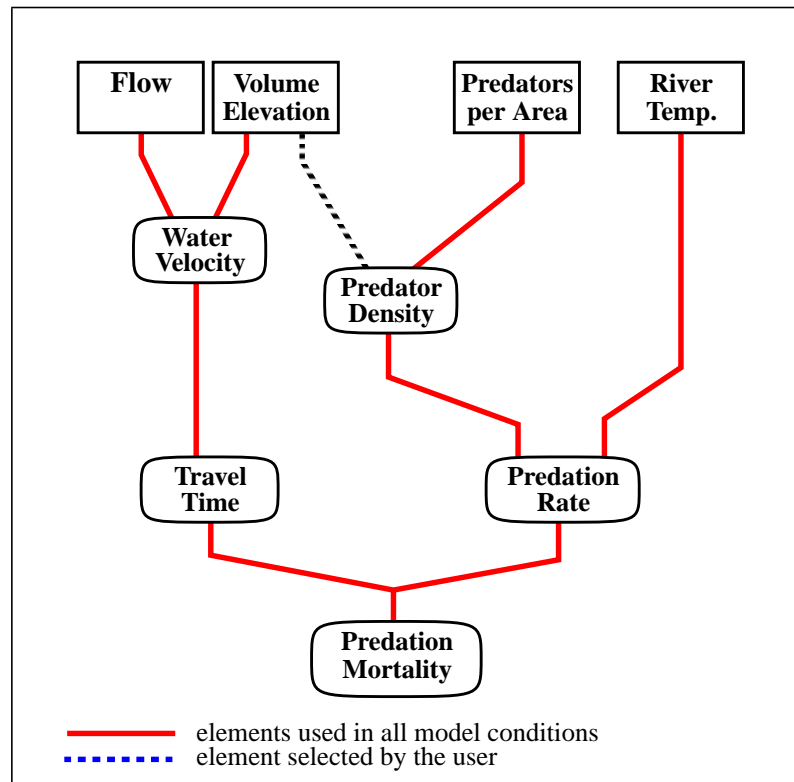 Flow
Volume
Elevation
Predators
per Area
River
Temp.
Water
Velocity
Predator
Density
Travel
Time
Predation
Rate
Predation
Mortality
elements used in all model conditions
element selected by the user